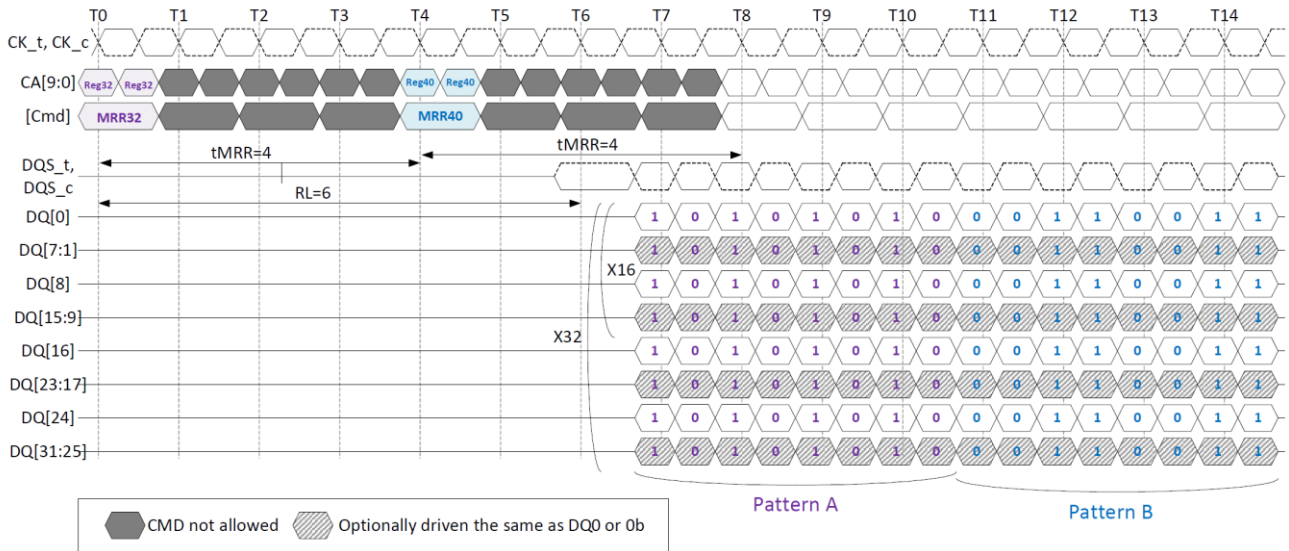 T0 T1 T2 T3 T4 T5 T6 T7 T8 T9 T10 T11 T12 T13 T14
CK_t, CK_c
CA[9:0] Reg32 Reg32 Reg40 Reg40
[Cmd] MRR32 MRR40
tMRR=4 tMRR=4
DQS_t,
DQS_c
RL=6
DQ[0] 1 0 1 0 1 0 1 0 0 0 1 1 0 0 1 1
DQ[7:1] 1 0 1 0 1 0 1 0 0 0 1 1 0 0 1 1
X16
DQ[8] 1 0 1 0 1 0 1 0 0 0 1 1 0 0 1 1
DQ[15:9] 1 0 1 0 1 0 1 0 0 0 1 1 0 0 1 1
X32
DQ[16] 1 0 1 0 1 0 1 0 0 0 1 1 0 0 1 1
DQ[23:17] 1 0 1 0 1 0 1 0 0 0 1 1 0 0 1 1
DQ[24] 1 0 1 0 1 0 1 0 0 0 1 1 0 0 1 1
DQ[31:25] 1 0 1 0 1 0 1 0 0 0 1 1 0 0 1 1
Pattern A Pattern B
CMD not allowed Optionally driven the same as DQ0 or 0b